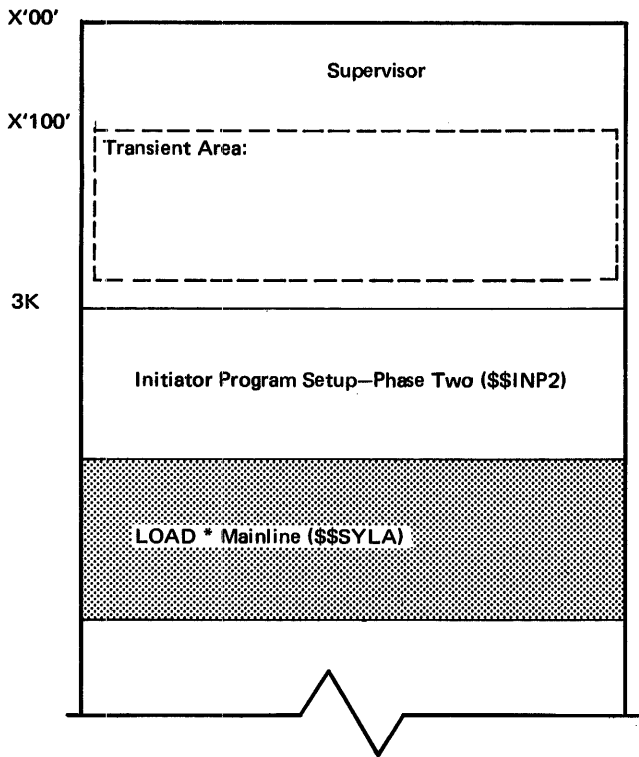 X'00'
Supervisor
X'100'
Transient Area:
3K
Initiator Program Setup—Phase Two ($$INP2)
LOAD * Mainline ($$SYLA)